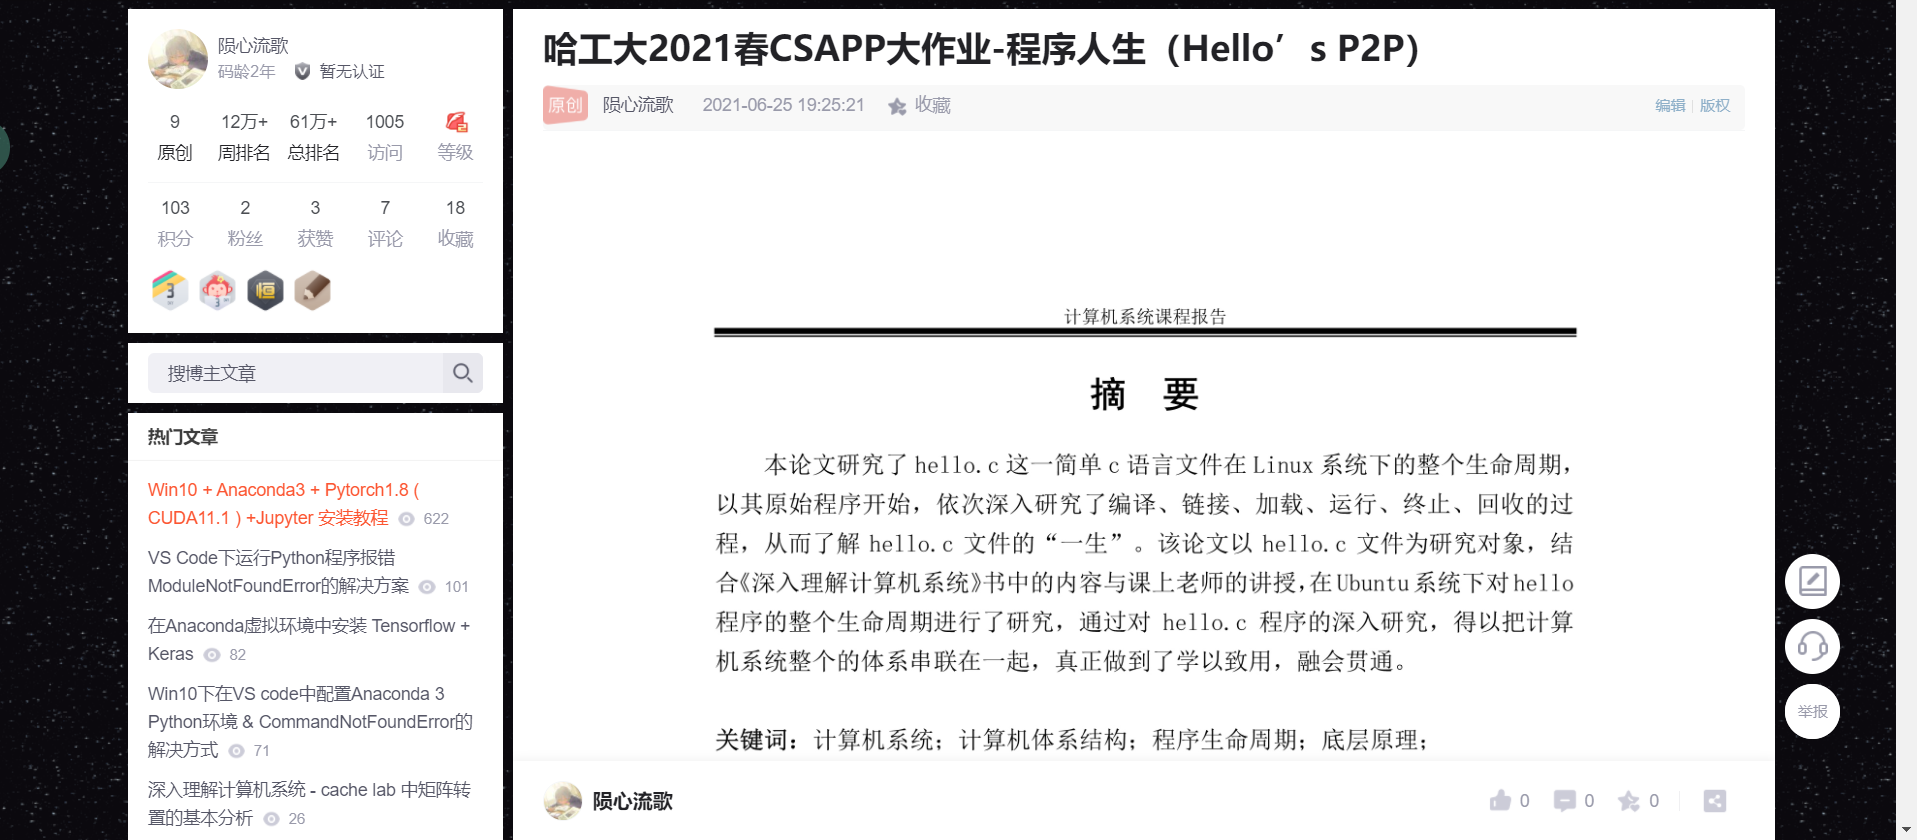 陨心流歌
码龄2年 暂无认证
9 12万+ 61万+ 1005
原创 周排名 总排名 访问 等级
103 2 3 7 18
积分 粉丝 获赞 评论 收藏
搜博主文章
热门文章
Win10 + Anaconda3 + Pytorch1.8 (
CUDA11.1 ) +Jupyter 安装教程 622
VS Code下运行Python程序报错
ModuleNotFoundError的解决方案 101
在Anaconda虚拟环境中安装 Tensorflow +
Keras 82
Win10下在VS code中配置Anaconda 3
Python环境 & CommandNotFoundError的
解决方式 71
深入理解计算机系统 - cache lab 中矩阵转
置的基本分析 26
哈工大2021春CSAPP大作业-程序人生（Hello’s P2P）
原创 陨心流歌 2021-06-25 19:25:21 收藏 编辑 版权
计算机系统课程报告
摘 要
本论文研究了 hello.c 这一简单 c 语言文件在 Linux 系统下的整个生命周期，
以其原始程序开始，依次深入研究了编译、链接、加载、运行、终止、回收的过
程，从而了解 hello.c 文件的“一生”。该论文以 hello.c 文件为研究对象，结
合《深入理解计算机系统》书中的内容与课上老师的讲授，在 Ubuntu 系统下对 hello
程序的整个生命周期进行了研究，通过对 hello.c 程序的深入研究，得以把计算
机系统整个的体系串联在一起，真正做到了学以致用，融会贯通。
关键词：计算机系统；计算机体系结构；程序生命周期；底层原理；
陨心流歌 0 0 0
举报